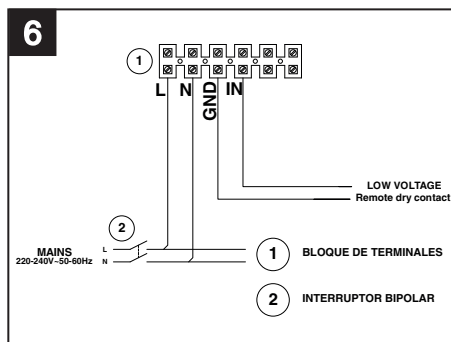 6
1
L N GND IN
LOW VOLTAGE
Remote dry contact
2
MAINS
220-240V~50-60Hz
L
N
1 BLOQUE DE TERMINALES
2 INTERRUPTOR BIPOLAR